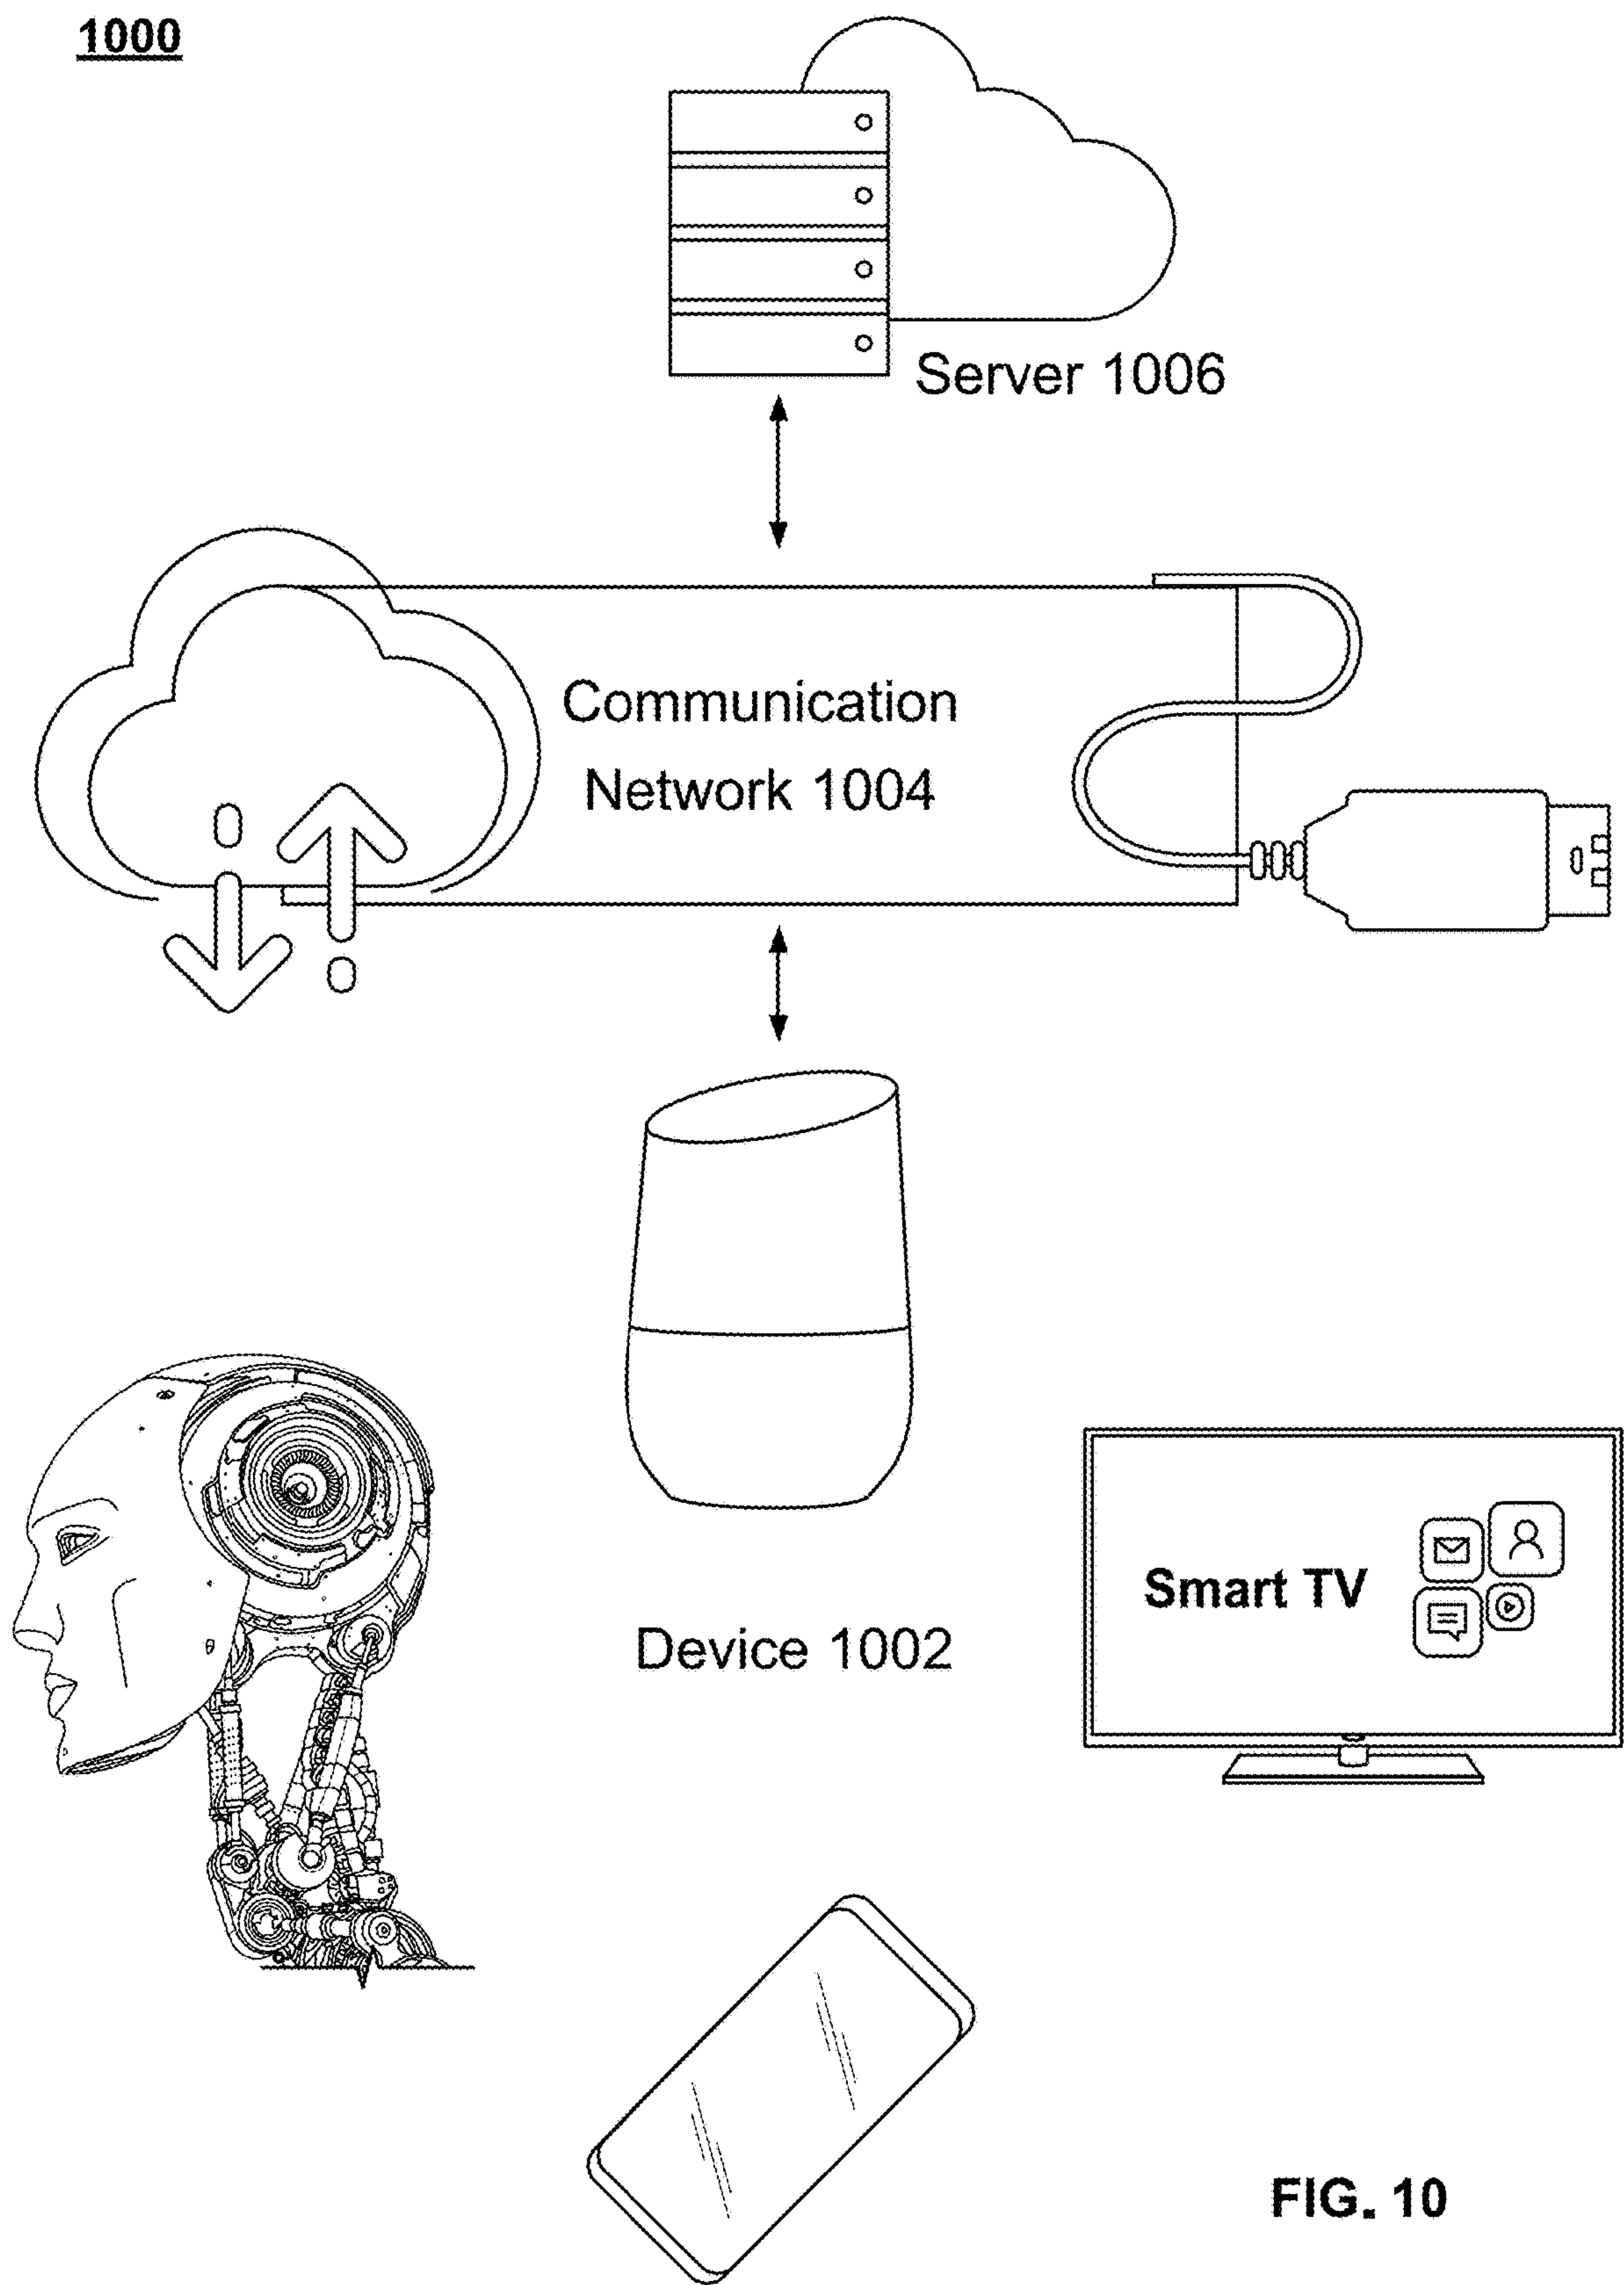 1000
Server 1006
Communication
Network 1004
Smart TV
Device 1002
FIG. 10